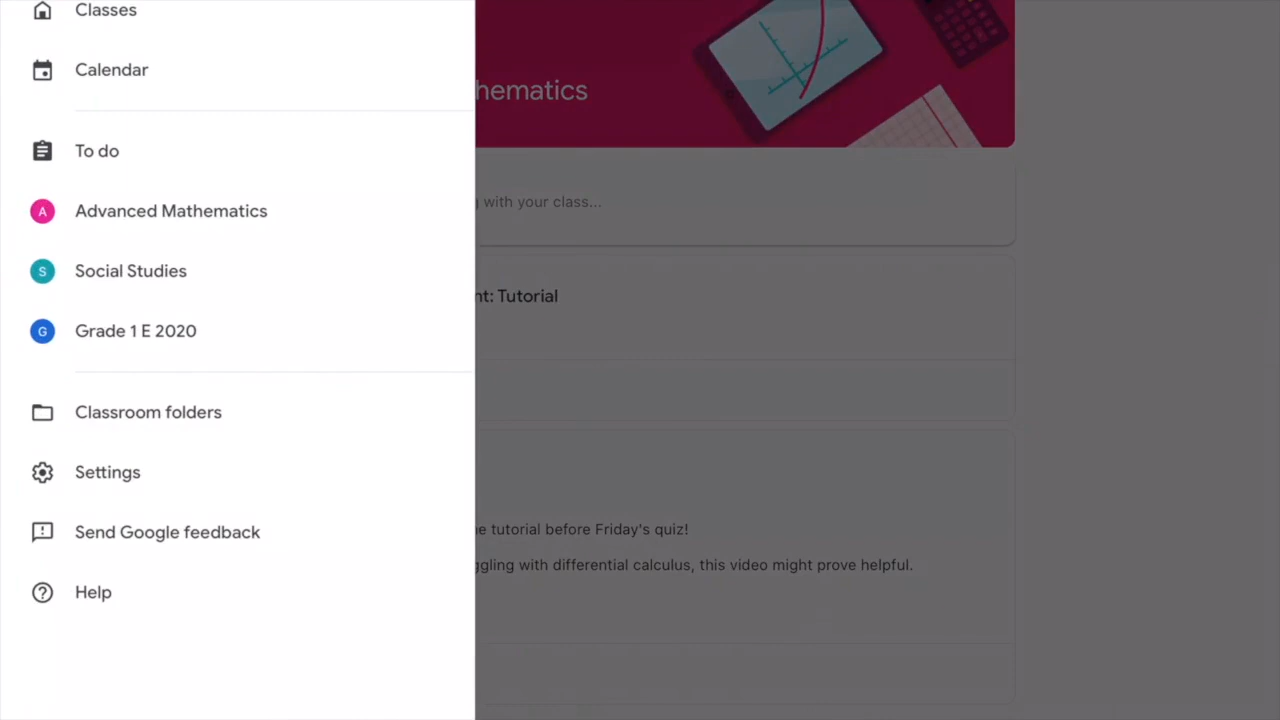 Classes
Calendar
hematics
To do
Advanced Mathematics
with your class...
Social Studies
nt: Tutorial
Grade 1 E 2020
Classroom folders
Settings
Send Google feedback
e tutorial before Friday's quiz!
ggling with differential calculus, this video might prove helpful.
Help
A
S
G